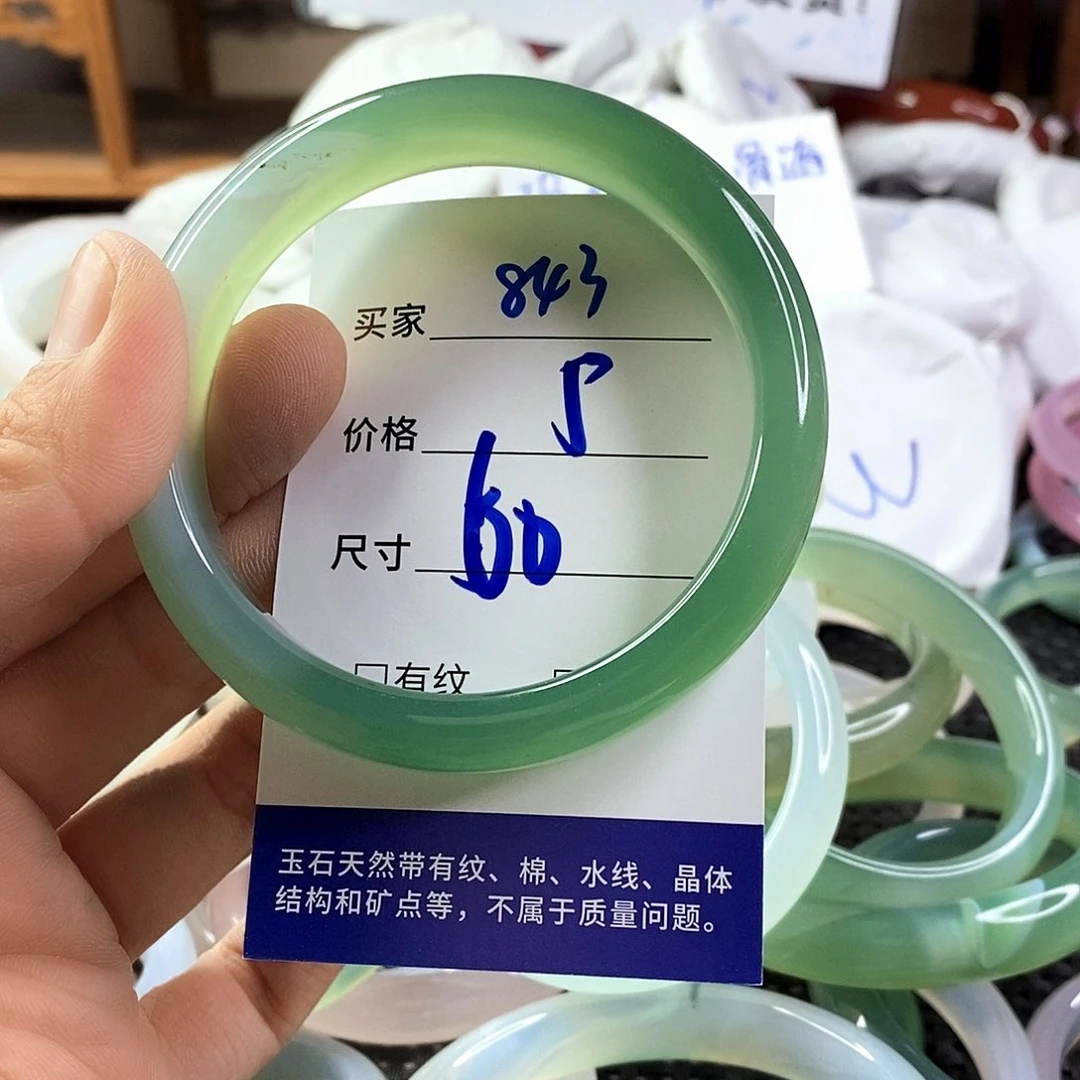 买家 843
价格 5
尺寸 60
有纹
玉石天然带有纹、棉、水线、晶体
结构和矿点等，不属于质量问题。